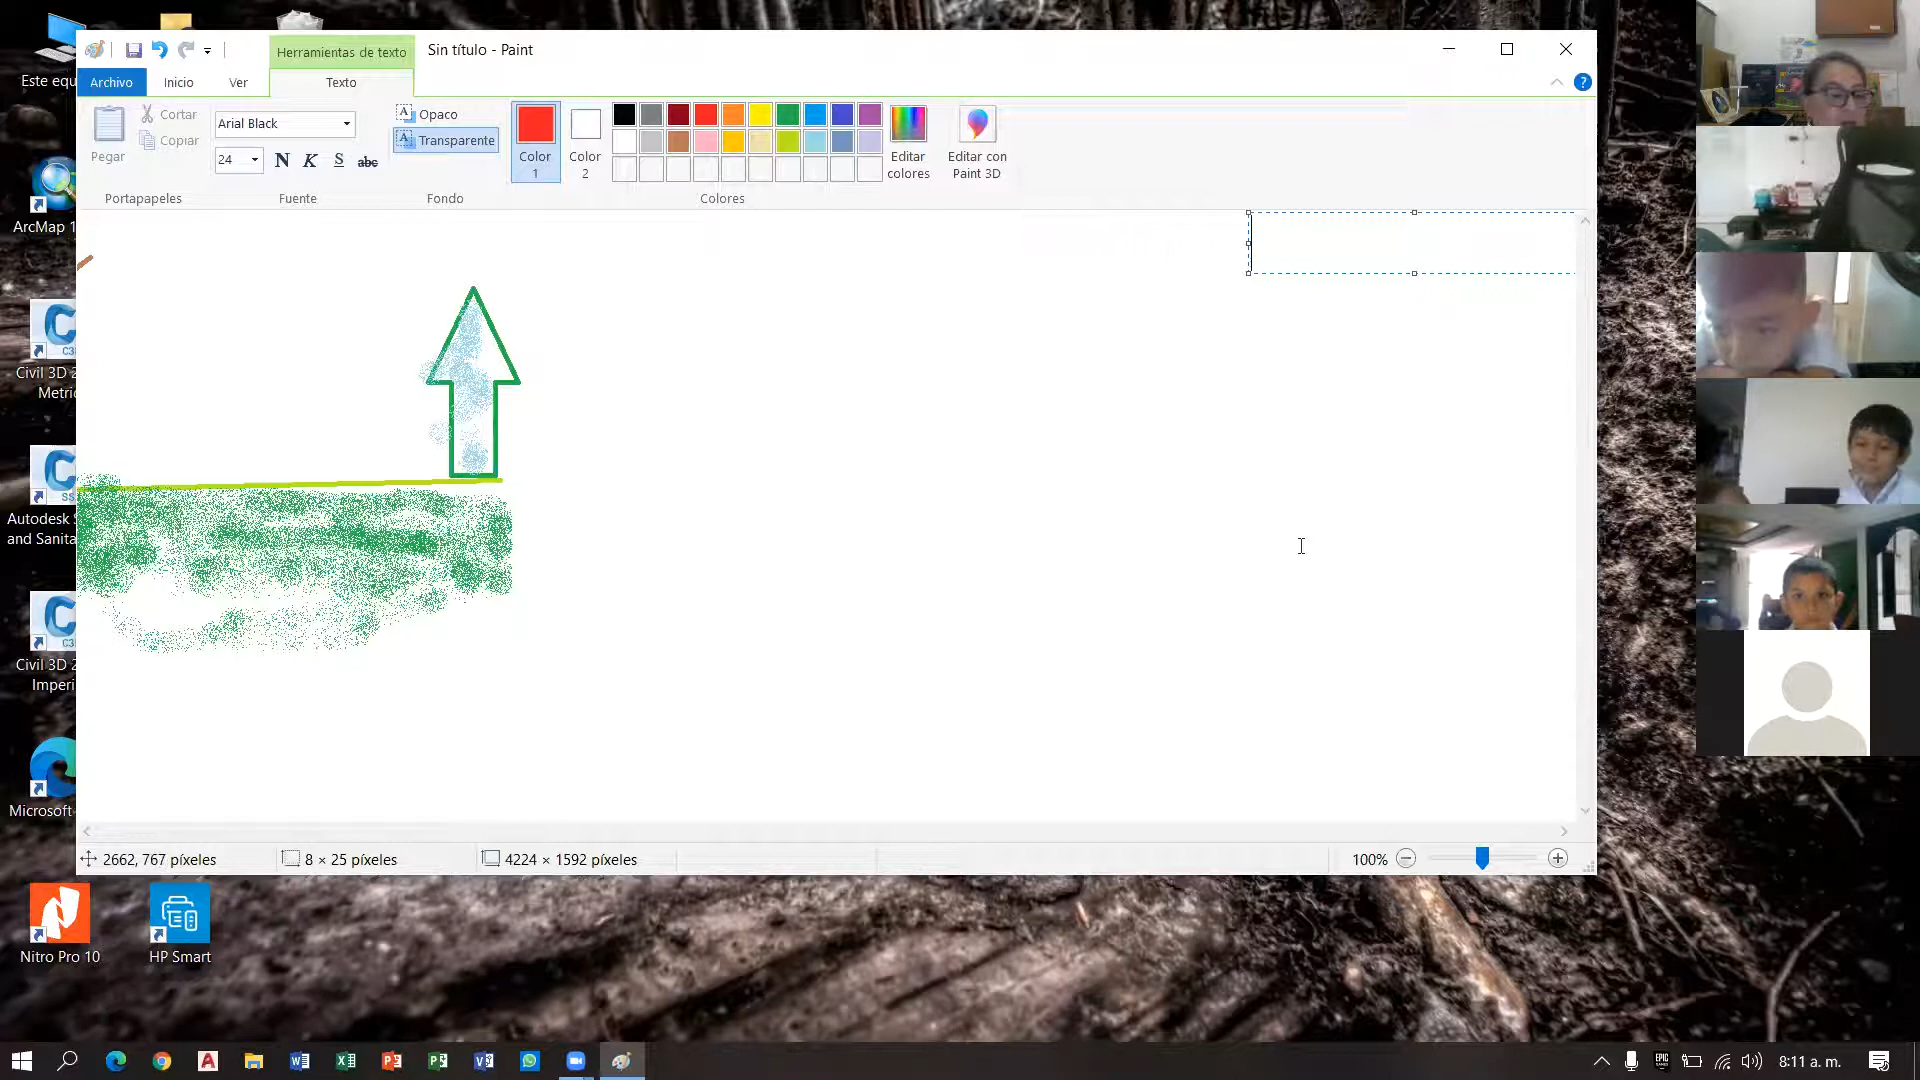 Herramientas de texto
Sin título - Paint
Archivo
Inicio
Ver
Texto
Pegar
Cortar
Copiar
Portapapeles
Arial Black
24
N K S abc
Fuente
Opaco
Transparente
Fondo
Color
1
Color
2
Editar
colores
Editar con
Paint 3D
Colores
Este equ
ArcMap 1
Civil 3D 2
Metric
Autodesk S
and Sanita
Civil 3D 2
Imperi
Microsoft
2662, 767 píxeles
8 × 25 píxeles
4224 × 1592 píxeles
100%
Nitro Pro 10
HP Smart
8:11 a. m.